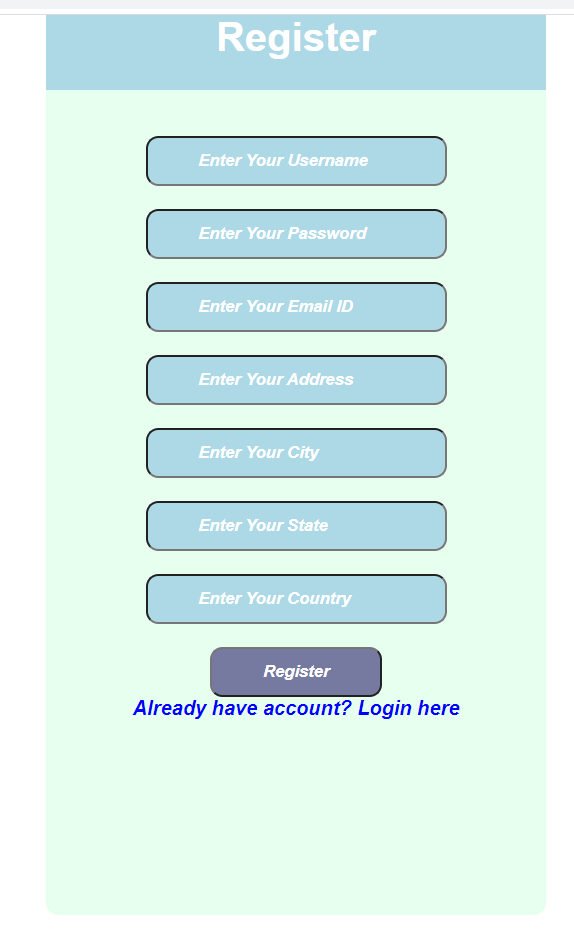 Register
Enter Your Username
Enter Your Password
Enter Your Email ID
Enter Your Address
Enter Your City
Enter Your State
Enter Your Country
Register
Already have account? Login here